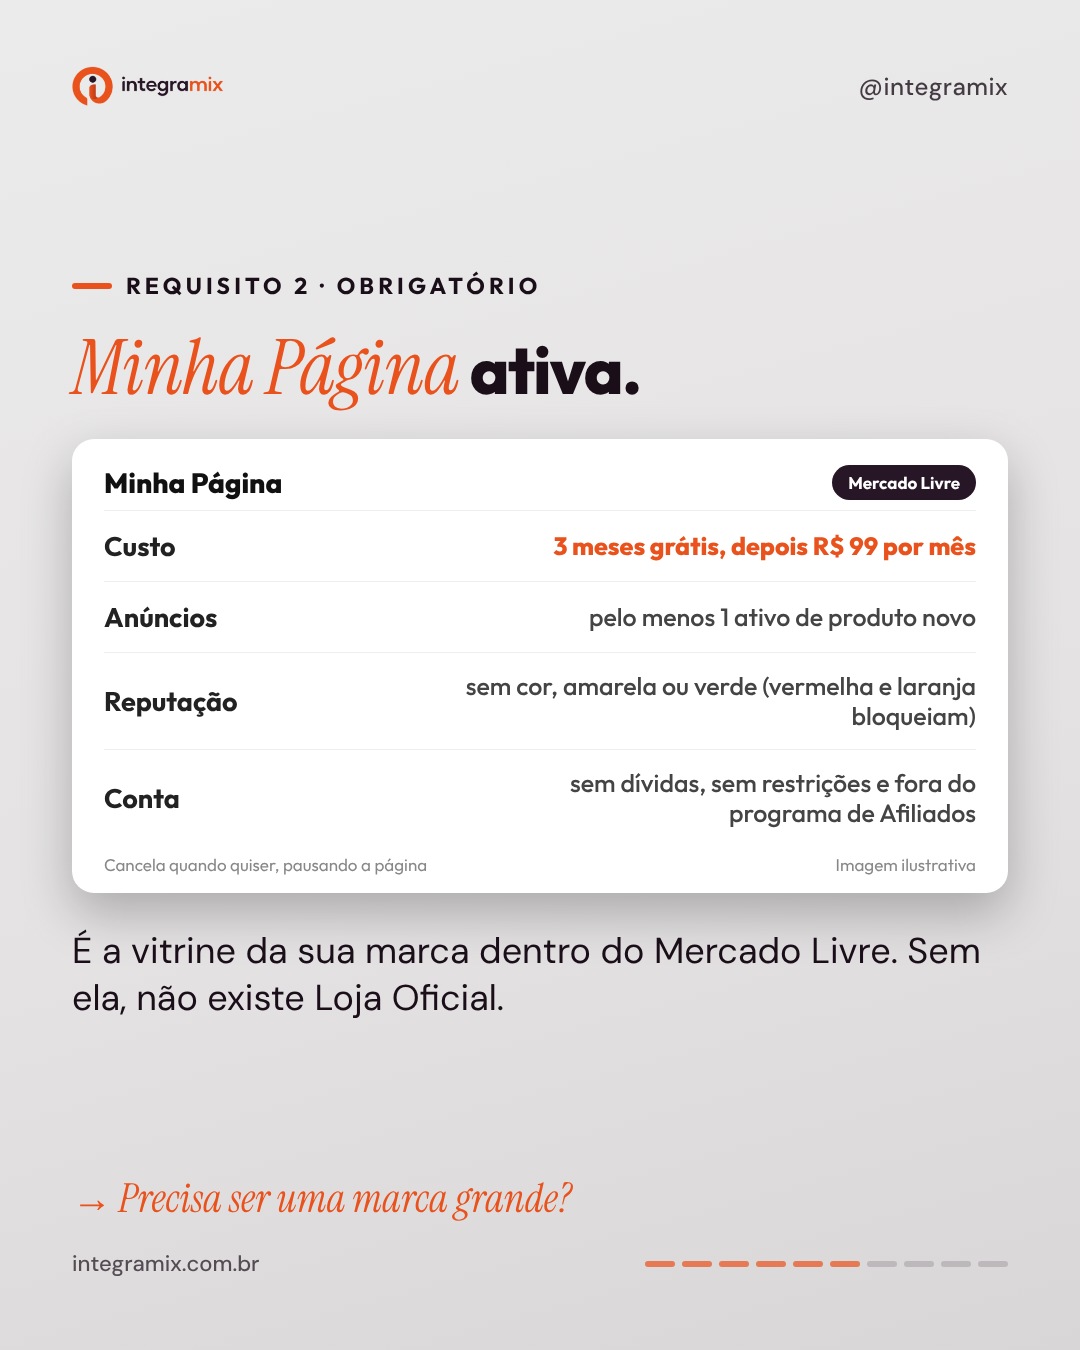 integramix
@integramix
REQUISITO 2 · OBRIGATÓRIO
Minha Página ativa.
Minha Página
Mercado Livre
Custo
3 meses grátis, depois R$ 99 por mês
Anúncios
pelo menos 1 ativo de produto novo
Reputação
sem cor, amarela ou verde (vermelha e laranja
bloqueiam)
Conta
sem dívidas, sem restrições e fora do
programa de Afiliados
Cancela quando quiser, pausando a página
Imagem ilustrativa
É a vitrine da sua marca dentro do Mercado Livre. Sem
ela, não existe Loja Oficial.
→ Precisa ser uma marca grande?
integramix.com.br